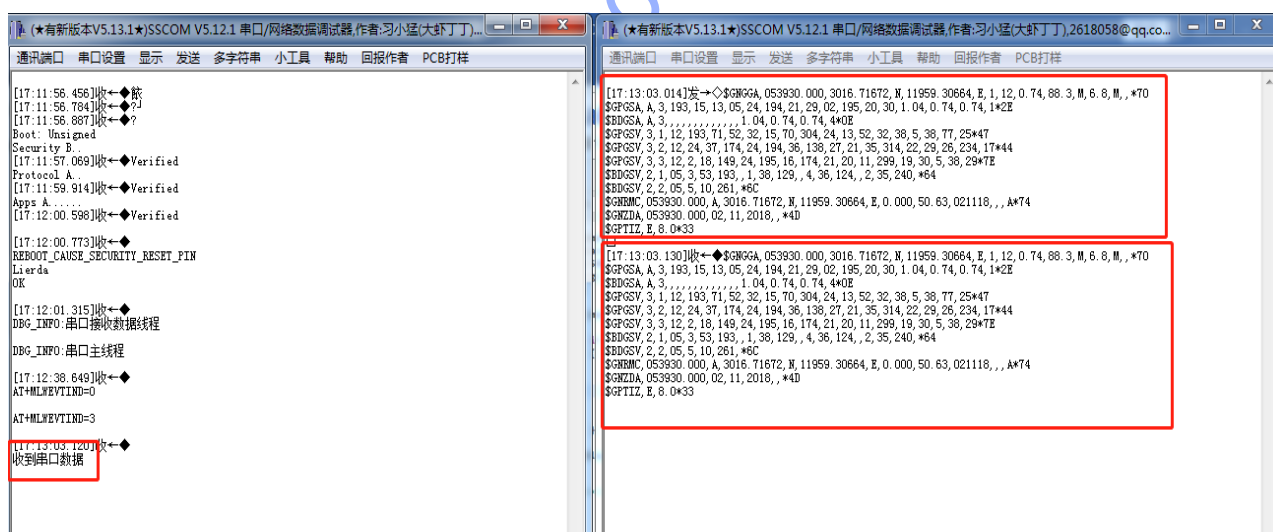 (★有新版本V5.13.1★)SSCOM V5.12.1 串口/网络数据调试器,作者:习小猛(大虾丁丁)...
通讯端口 串口设置 显示 发送 多字符串 小工具 帮助 回报作者 PCB打样
[17:11:56.456]收←◆餩
[17:11:56.784]收←◆?┘
[17:11:56.887]收←◆?
Boot: Unsigned
Security B..
[17:11:57.069]收←◆Verified
Protocol A..
[17:11:59.914]收←◆Verified
Apps A......
[17:12:00.598]收←◆Verified
[17:12:00.773]收←◆
REBOOT_CAUSE_SECURITY_RESET_PIN
Lierda
OK
[17:12:01.315]收←◆
DBG_INFO:串口接收数据线程
DBG_INFO:串口主线程
[17:12:38.649]收←◆
AT+MLWEVTIND=0
AT+MLWEVTIND=3
[17:13:03.120]收←◆
收到串口数据
(★有新版本V5.13.1★)SSCOM V5.12.1 串口/网络数据调试器,作者:习小猛(大虾丁丁),2618058@qq.co...
通讯端口 串口设置 显示 发送 多字符串 小工具 帮助 回报作者 PCB打样
[17:13:03.014]发→◇$GNGGA,053930.000,3016.71672,N,11959.30664,E,1,12,0.74,88.3,M,6.8,M,,*70
$GPGSA,A,3,193,15,13,05,24,194,21,29,02,195,20,30,1.04,0.74,0.74,1*2E
$BDGSA,A,3,,,,,,,,,,,,,1.04,0.74,0.74,4*0E
$GPGSV,3,1,12,193,71,52,32,15,70,304,24,13,52,32,38,5,38,77,25*47
$GPGSV,3,2,12,24,37,174,24,194,36,138,27,21,35,314,22,29,26,234,17*44
$GPGSV,3,3,12,2,18,149,24,195,16,174,21,20,11,299,19,30,5,38,29*7E
$BDGSV,2,1,05,3,53,193,,1,38,129,,4,36,124,,2,35,240,*64
$BDGSV,2,2,05,5,10,261,*6C
$GNRMC,053930.000,A,3016.71672,N,11959.30664,E,0.000,50.63,021118,,,A*74
$GNZDA,053930.000,02,11,2018,,*4D
$GPTIZ,E,8.0*33
[17:13:03.130]收←◆$GNGGA,053930.000,3016.71672,N,11959.30664,E,1,12,0.74,88.3,M,6.8,M,,*70
$GPGSA,A,3,193,15,13,05,24,194,21,29,02,195,20,30,1.04,0.74,0.74,1*2E
$BDGSA,A,3,,,,,,,,,,,,,1.04,0.74,0.74,4*0E
$GPGSV,3,1,12,193,71,52,32,15,70,304,24,13,52,32,38,5,38,77,25*47
$GPGSV,3,2,12,24,37,174,24,194,36,138,27,21,35,314,22,29,26,234,17*44
$GPGSV,3,3,12,2,18,149,24,195,16,174,21,20,11,299,19,30,5,38,29*7E
$BDGSV,2,1,05,3,53,193,,1,38,129,,4,36,124,,2,35,240,*64
$BDGSV,2,2,05,5,10,261,*6C
$GNRMC,053930.000,A,3016.71672,N,11959.30664,E,0.000,50.63,021118,,,A*74
$GNZDA,053930.000,02,11,2018,,*4D
$GPTIZ,E,8.0*33